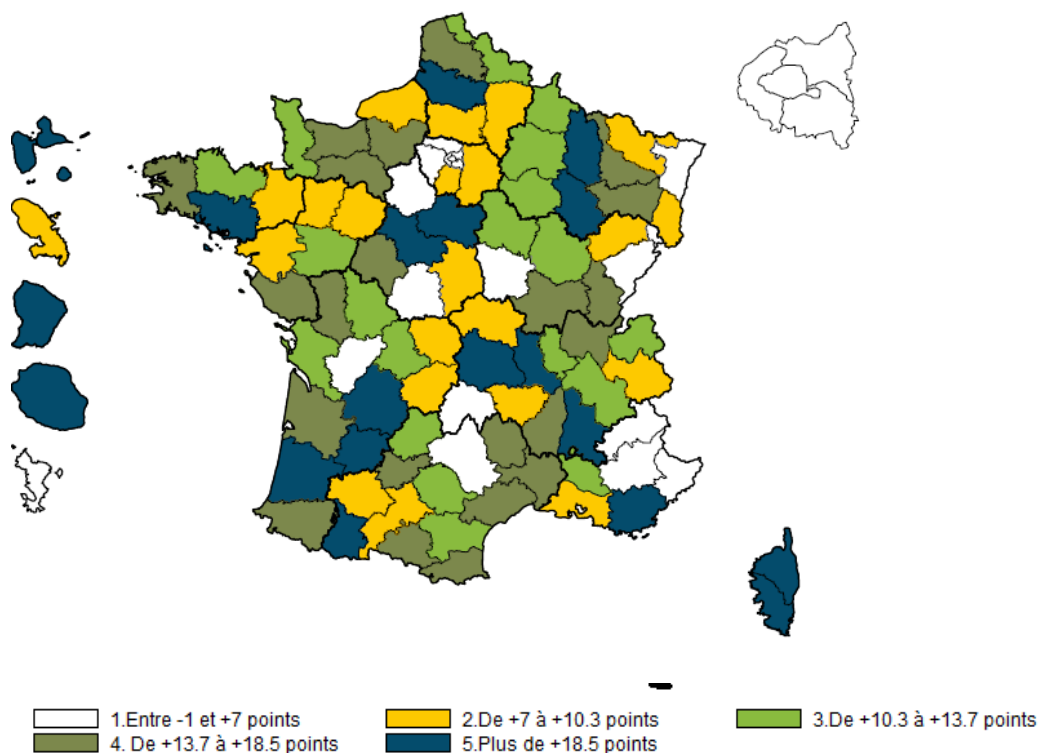 1.Entre -1 et +7 points 2.De +7 à +10.3 points 3.De +10.3 à +13.7 points
4. De +13.7 à +18.5 points 5.Plus de +18.5 points